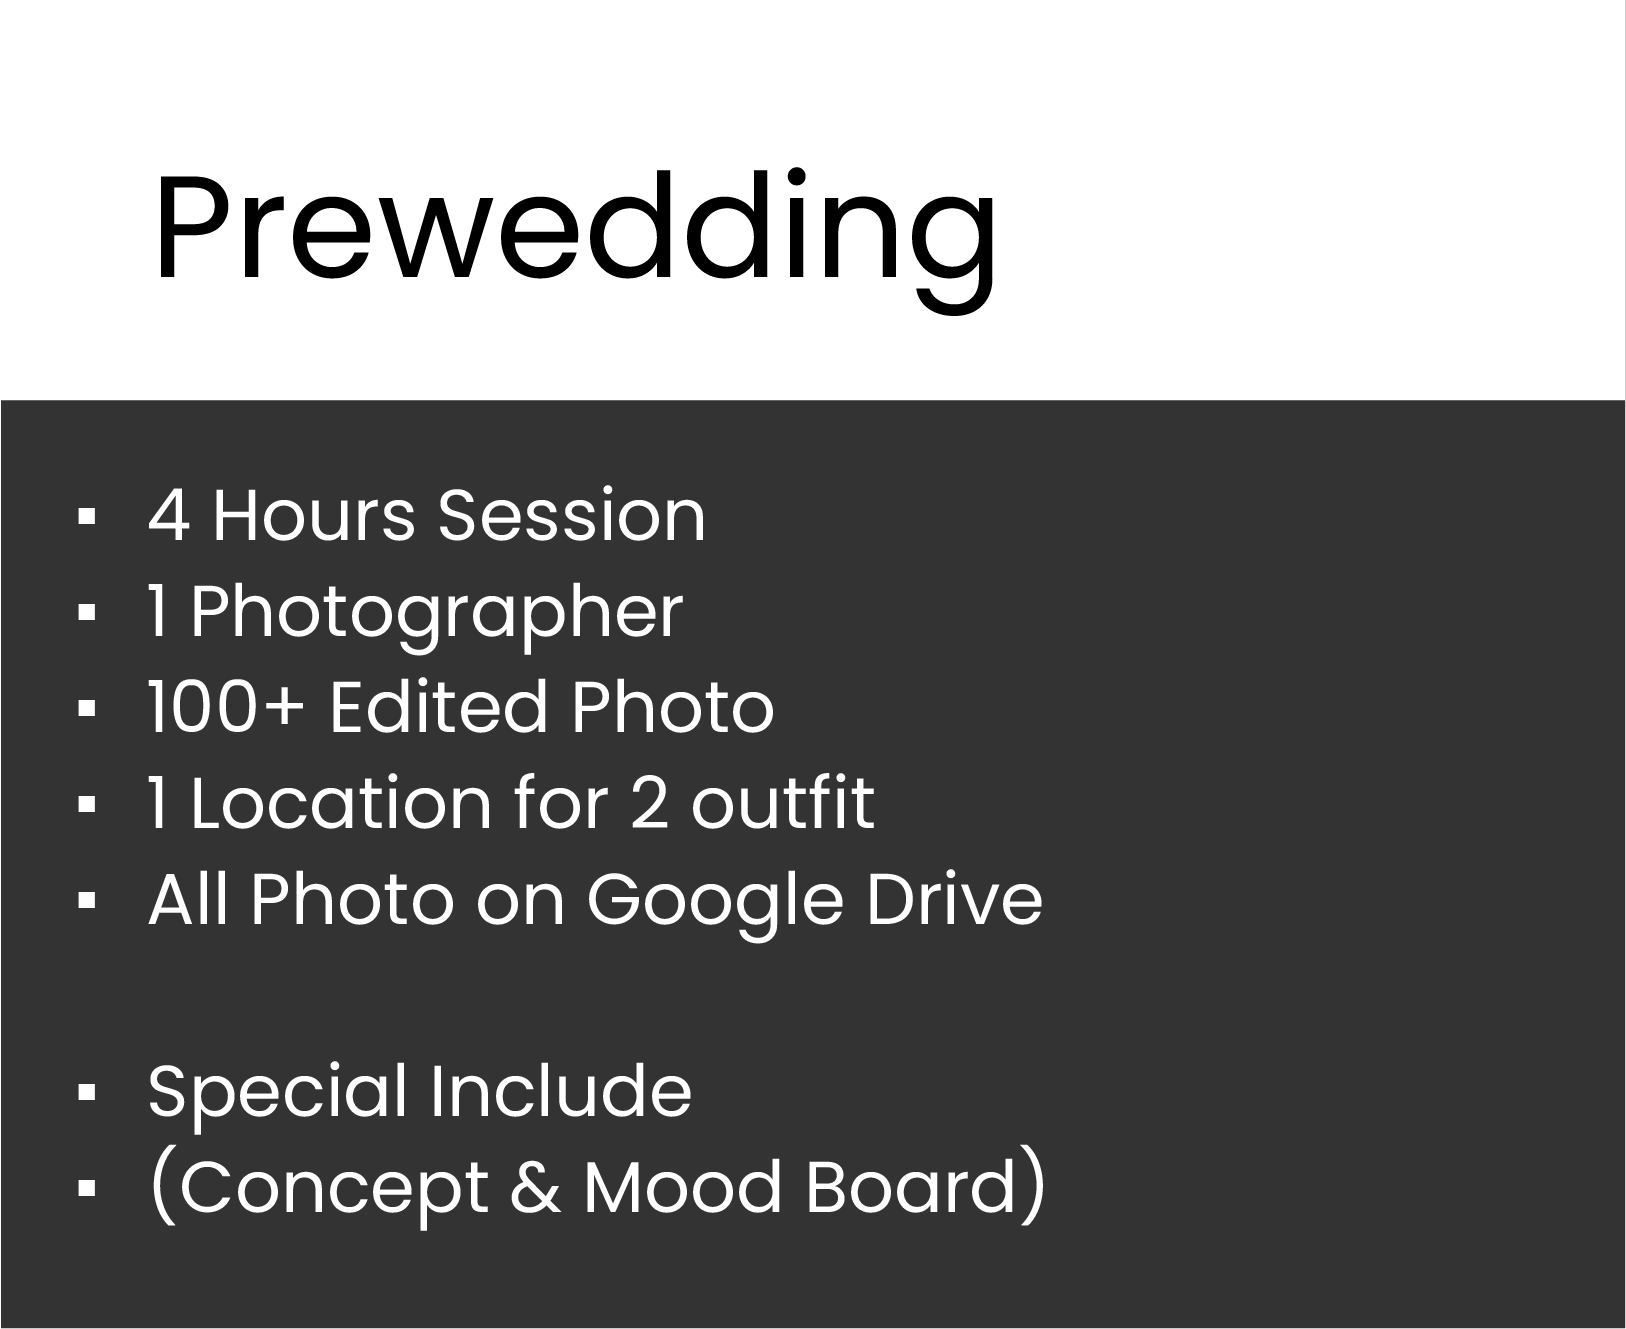 Prewedding
▪ 4 Hours Session
▪ 1 Photographer
▪ 100+ Edited Photo
▪ 1 Location for 2 outfit
▪ All Photo on Google Drive
▪ Special Include
▪ (Concept & Mood Board)